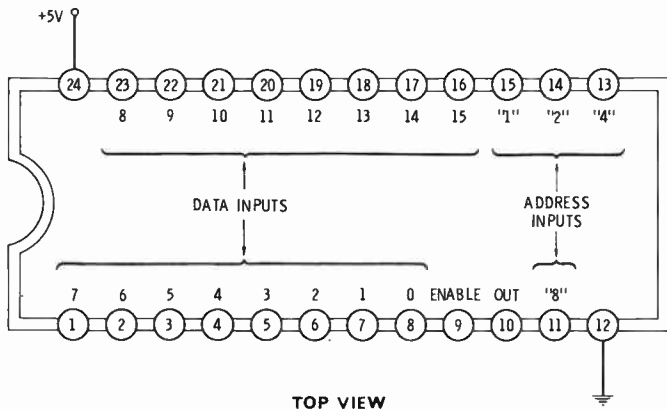 +5V
24 23 22 21 20 19 18 17 16 15 14 13
8 9 10 11 12 13 14 15 "1" "2" "4"
DATA INPUTS
ADDRESS
INPUTS
7 6 5 4 3 2 1 0 ENABLE OUT "8"
1 2 3 4 5 6 7 8 9 10 11 12
TOP VIEW